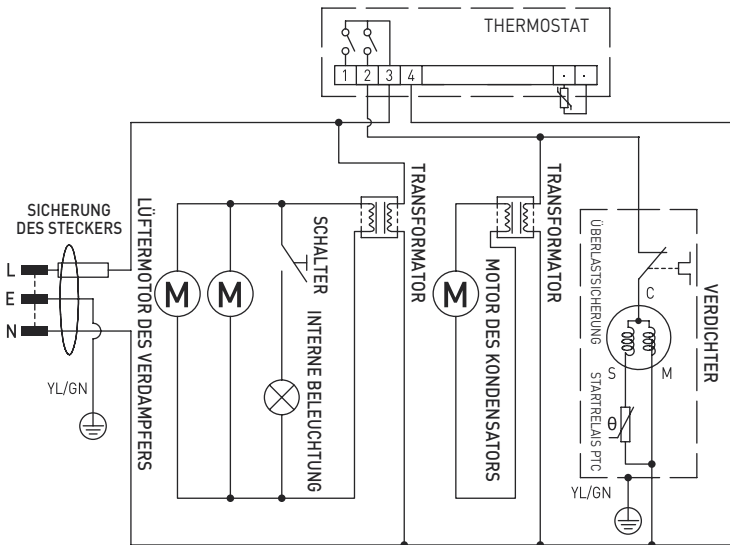 THERMOSTAT
1 2 3 4 · ·
SICHERUNG
DES STECKERS
L
E
N
YL/GN
LÜFTERMOTOR DES VERDAMPFERS
M
M
SCHALTER
INTERNE BELEUCHTUNG
TRANSFORMATOR
M
MOTOR DES KONDENSATORS
TRANSFORMATOR
ÜBERLASTSICHERUNG
C
S
M
STARTRELAIS PTC
θ
VERDICHTER
YL/GN